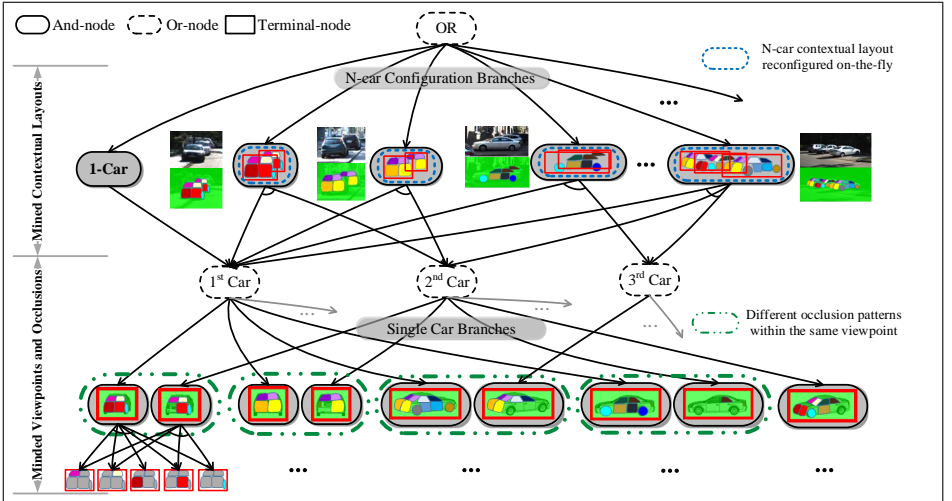 And-node
Or-node
Terminal-node
OR
N-car contextual layout
reconfigured on-the-fly
N-car Configuration Branches
...
Mined Contextual Layouts
1-Car
...
1st Car
2nd Car
3rd Car
...
...
...
Single Car Branches
Different occlusion patterns
within the same viewpoint
Minded Viewpoints and Occlusions
...
...
...
...